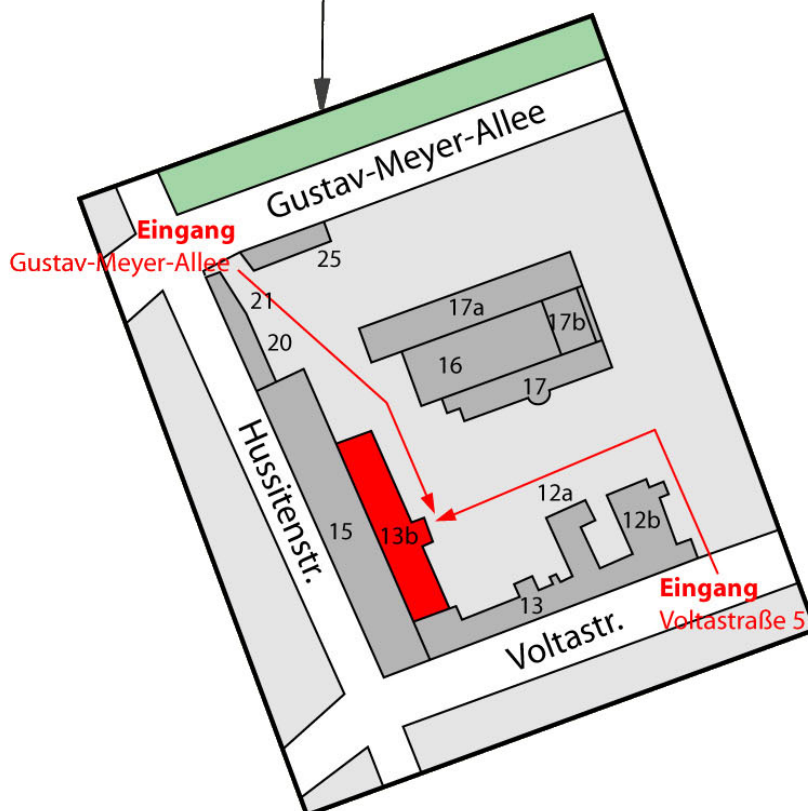 Gustav-Meyer-Allee
Eingang
Gustav-Meyer-Allee
25
21
20
17a
17b
16
17
Hussitenstr.
15
13b
12a
12b
13
Eingang
Voltastraße 5
Voltastr.